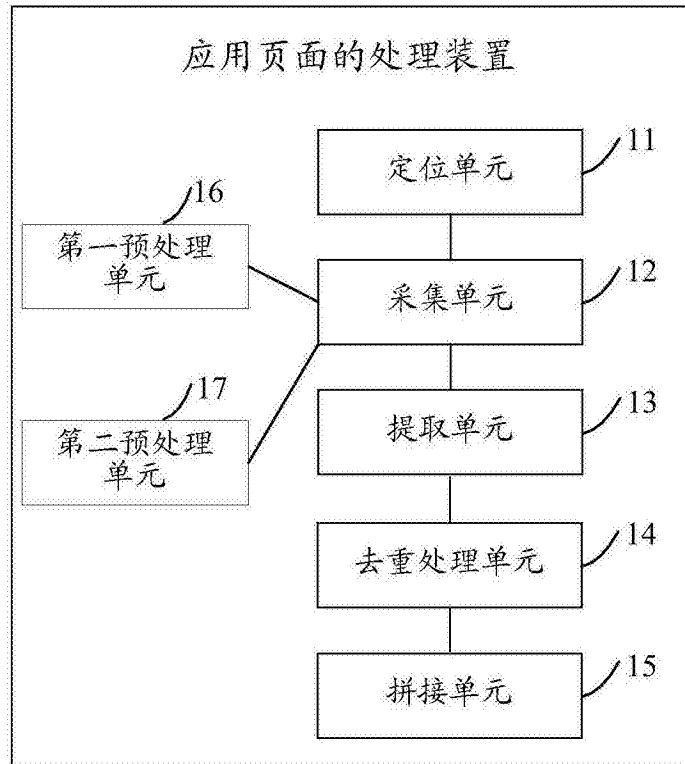 应用页面的处理装置
11
定位单元
16
第一预处理
单元
12
采集单元
17
第二预处理
单元
13
提取单元
14
去重处理单元
15
拼接单元